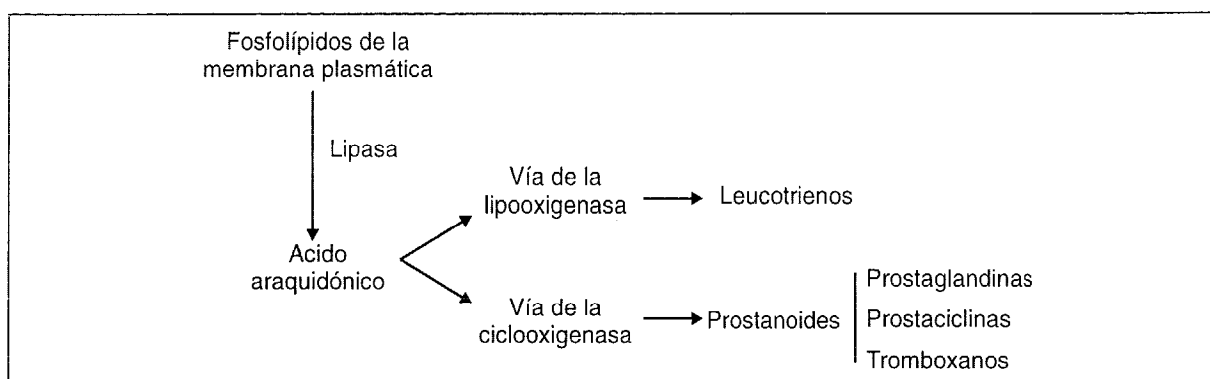 Fosfolípidos de la
membrana plasmática
Lipasa
Vía de la
lipooxigenasa
Leucotrienos
Acido
araquidónico
Vía de la
ciclooxigenasa
Prostanoides
Prostaglandinas
Prostaciclinas
Tromboxanos